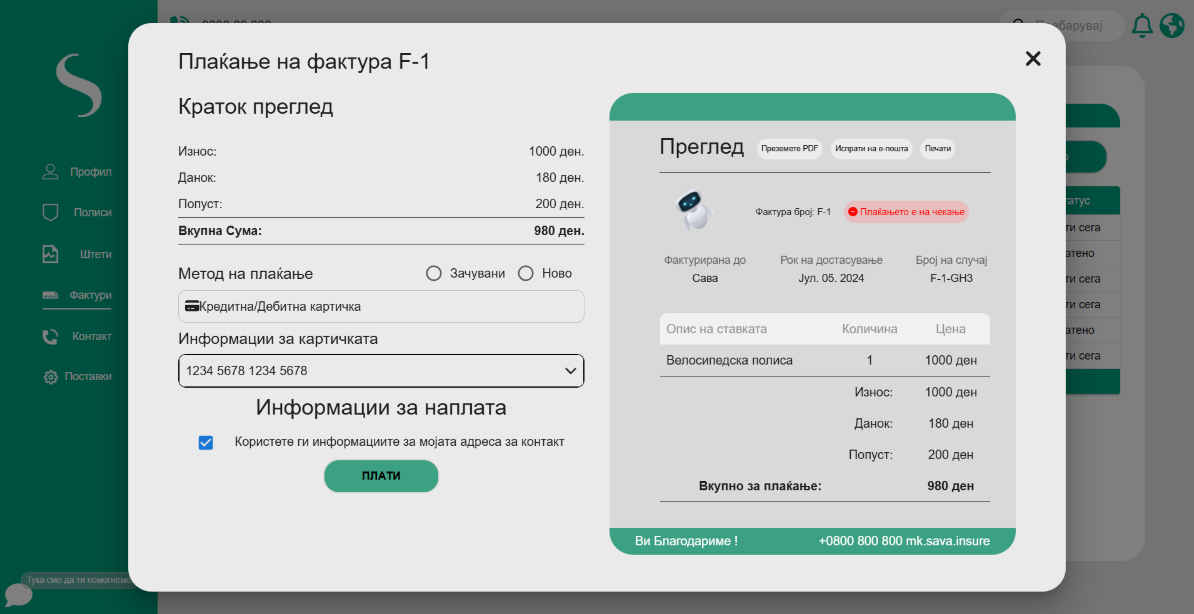 0800 80 800
Пребарувај
Плаќање на фактура F-1
Краток преглед
Износ: 1000 ден.
Данок: 180 ден.
Попуст: 200 ден.
Вкупна Сума: 980 ден.
Метод на плаќање Зачувани Ново
Кредитна/Дебитна картичка
Информации за картичката
1234 5678 1234 5678
Информации за наплата
Користете ги информациите за мојата адреса за контакт
ПЛАТИ
Преглед Преземете PDF Испрати на е-пошта Печати
Фактура број: F-1 Плаќањето е на чекање
Фактурирана до Рок на достасување Број на случај
Сава Јул. 05. 2024 F-1-GH3
Опис на ставката Количина Цена
Велосипедска полиса 1 1000 ден
Износ: 1000 ден
Данок: 180 ден
Попуст: 200 ден
Вкупно за плаќање: 980 ден
Ви Благодариме ! +0800 800 800 mk.sava.insure
Профил
Полиси
Штети
Фактури
Контакт
Поставки
Тука сме да ти помогнеме
татус
ти сега
атено
ти сега
ти сега
атено
ти сега